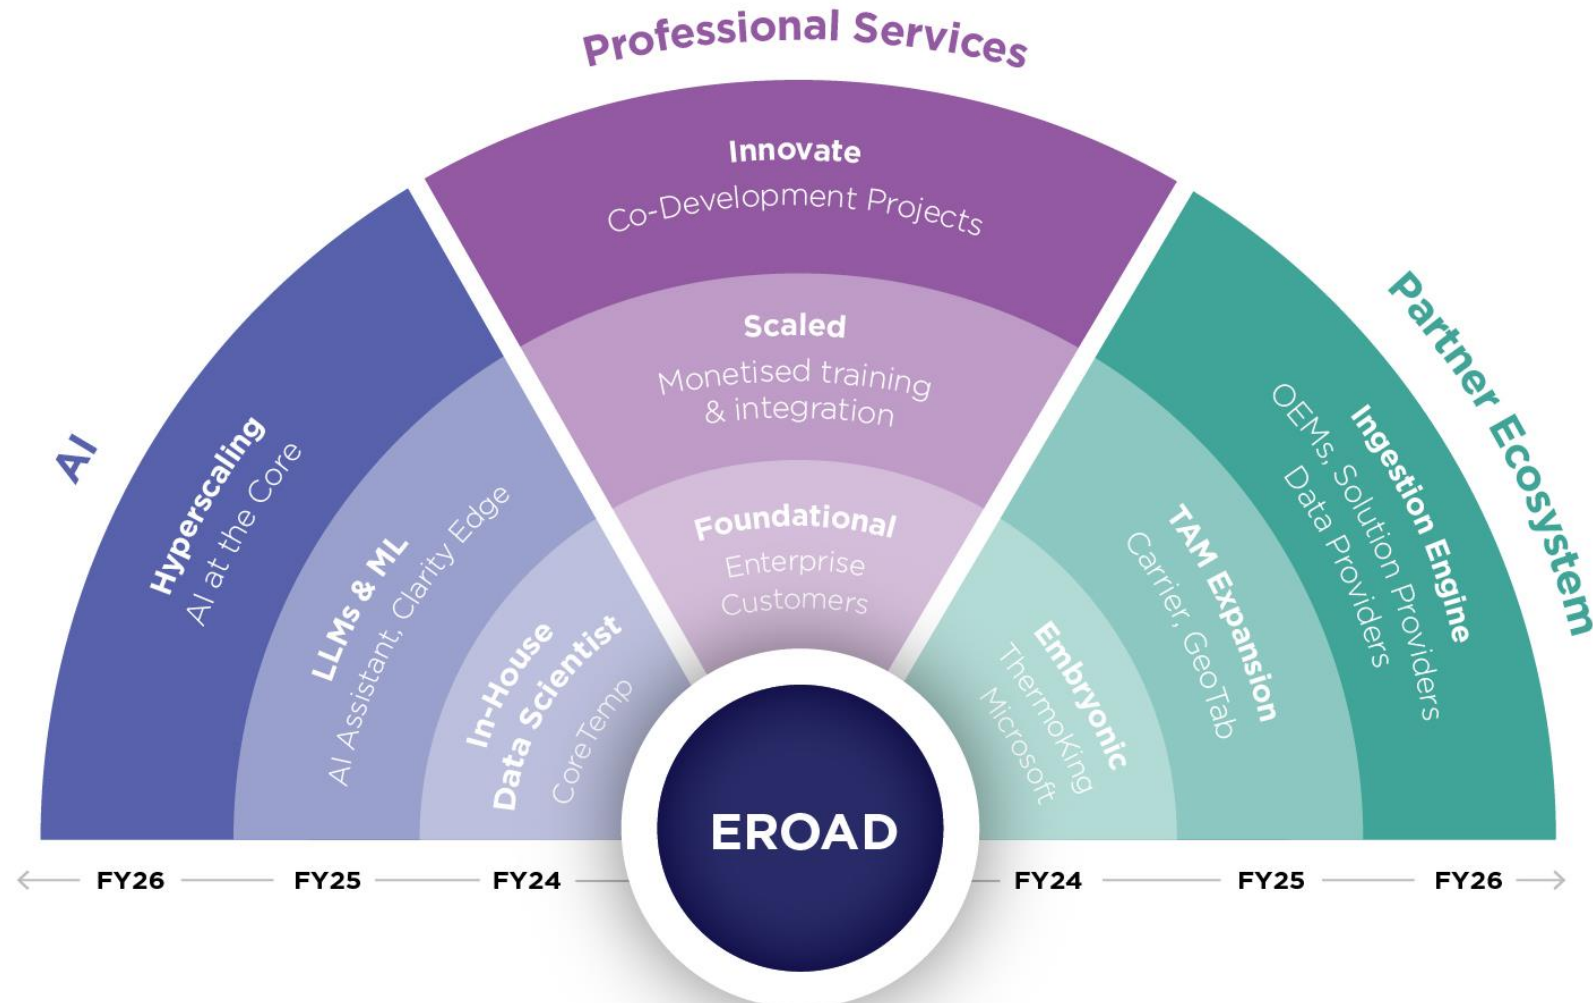 Professional Services
Innovate
Co-Development Projects
Scaled
Monetised training
& integration
Foundational
Enterprise
Customers
AI
Hyperscaling
AI at the Core
LLMs & ML
AI Assistant, Clarity Edge
In-House
Data Scientist
CoreTemp
Partner Ecosystem
Ingestion Engine
OEMs, Solution Providers
Data Providers
TAM Expansion
Carrier, GeoTab
Embryonic
ThermoKing
Microsoft
EROAD
FY26 FY25 FY24 FY24 FY25 FY26